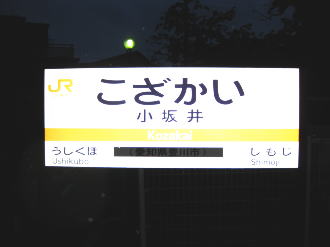 JR
こざかい
小坂井
Kozakai
うしくぼ (愛知県豊川市) しもじ
Ushikubo Shimoji